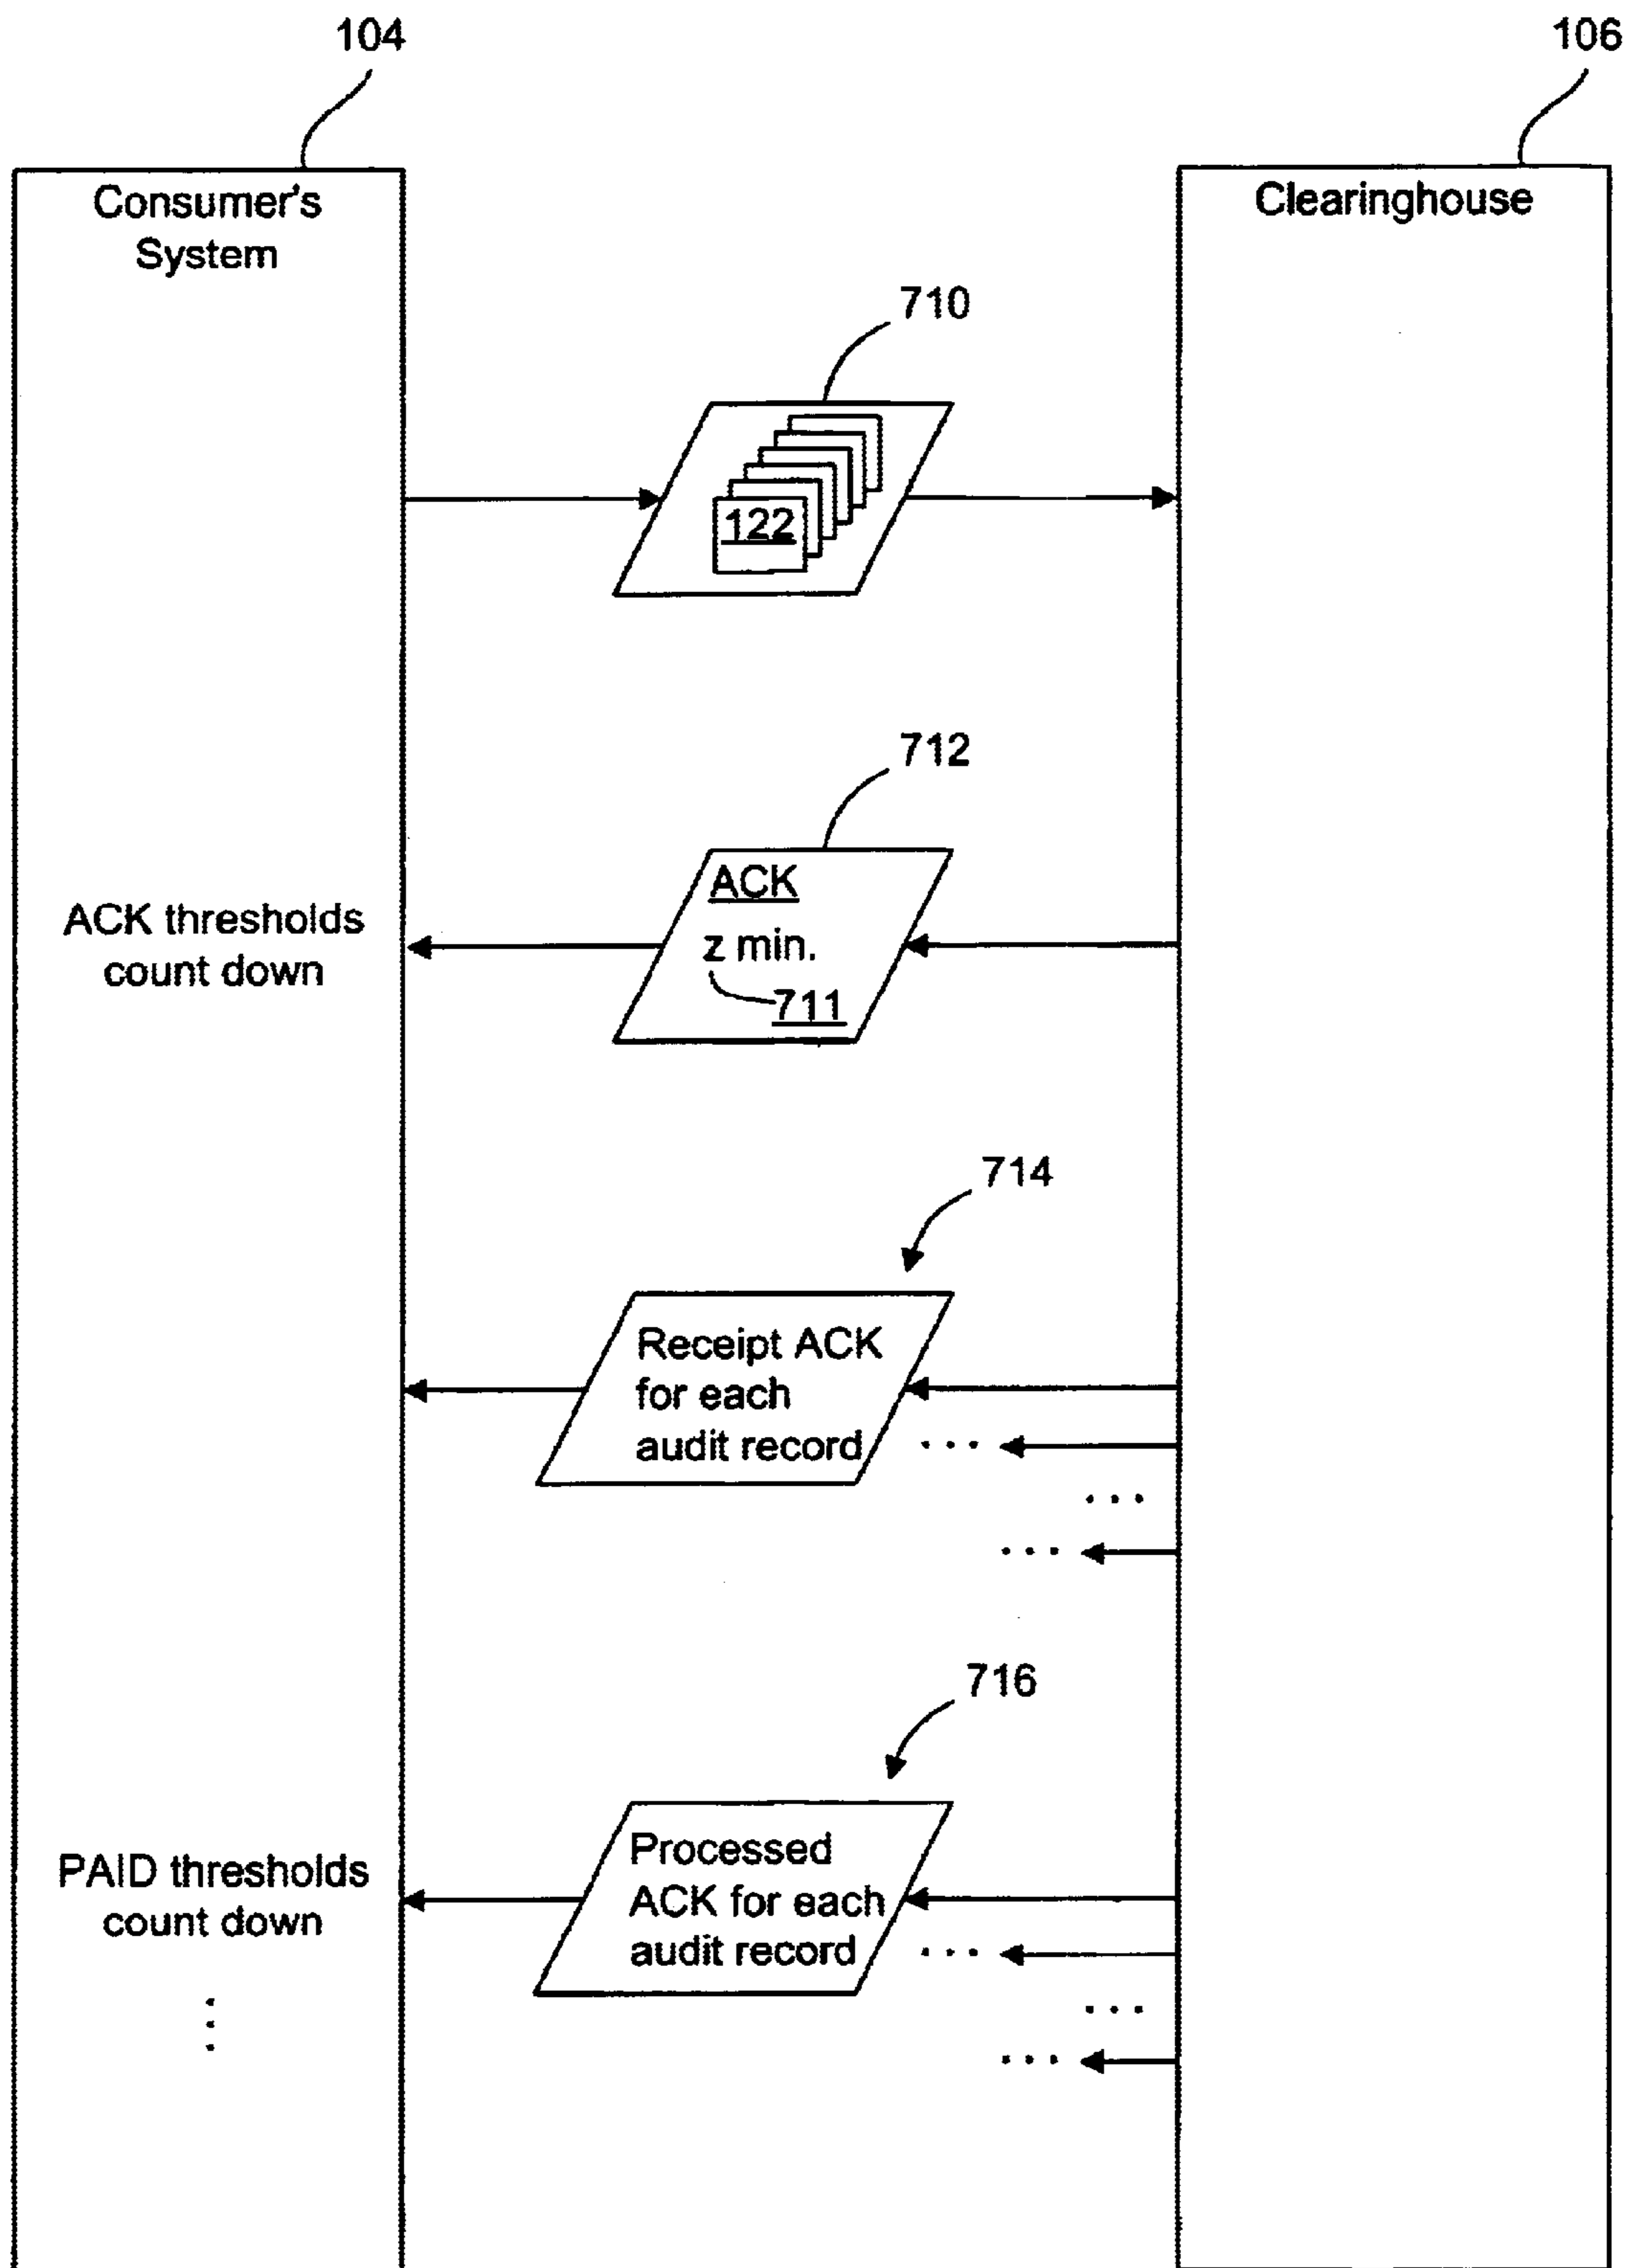 104
106
Consumer's
System
Clearinghouse
710
122
712
ACK
z min.
711
ACK thresholds
count down
714
Receipt ACK
for each
audit record
...
...
...
716
Processed
ACK for each
audit record
PAID thresholds
count down
...
...
...